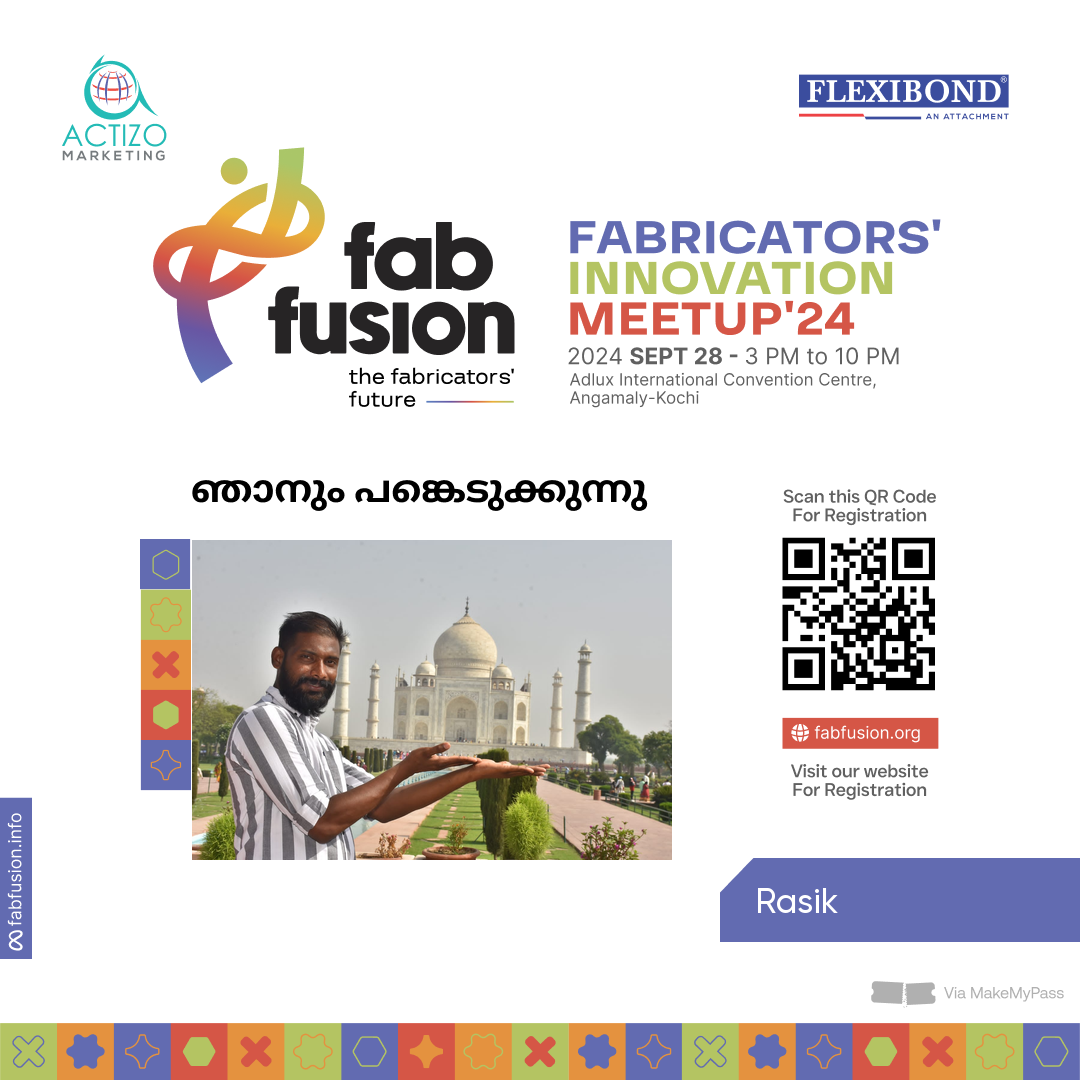 ACTIZO
MARKETING
FLEXIBOND®
AN ATTACHMENT
fab
fusion
the fabricators'
future
FABRICATORS'
INNOVATION
MEETUP'24
2024 SEPT 28 - 3 PM to 10 PM
Adlux International Convention Centre,
Angamaly-Kochi
ഞാനും പങ്കെടുക്കുന്നു
Scan this QR Code
For Registration
fabfusion.org
Visit our website
For Registration
fabfusion.info
Rasik
Via MakeMyPass